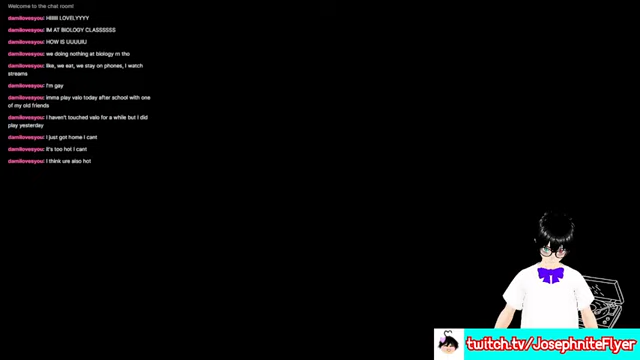 Welcome to the chat room!
damilovesyou: HIIIIII LOVELYYYY
damilovesyou: IM AT BIOLOGY CLASSSSSS
damilovesyou: HOW IS UUUUU
damilovesyou: we doing nothing at biology rn tho
damilovesyou: like, we eat, we stay on phones, I watch
streams
damilovesyou: I'm gay
damilovesyou: imma play valo today after school with one
of my old friends
damilovesyou: I haven't touched valo for a while but I did
play yesterday
damilovesyou: I just got home I cant
damilovesyou: it's too hot I cant
damilovesyou: I think ure also hot
twitch.tv/JosephniteFlyer